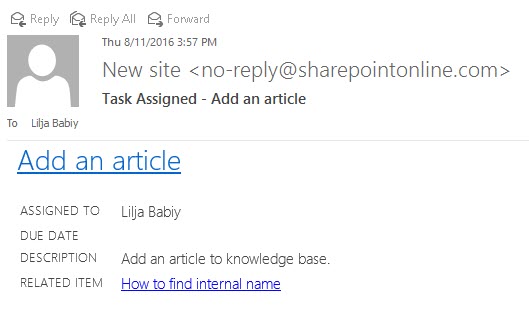 Reply Reply All Forward
Thu 8/11/2016 3:57 PM
New site <no-reply@sharepointonline.com>
Task Assigned - Add an article
To Lilja Babiy
Add an article
ASSIGNED TO Lilja Babiy
DUE DATE
DESCRIPTION Add an article to knowledge base.
RELATED ITEM How to find internal name